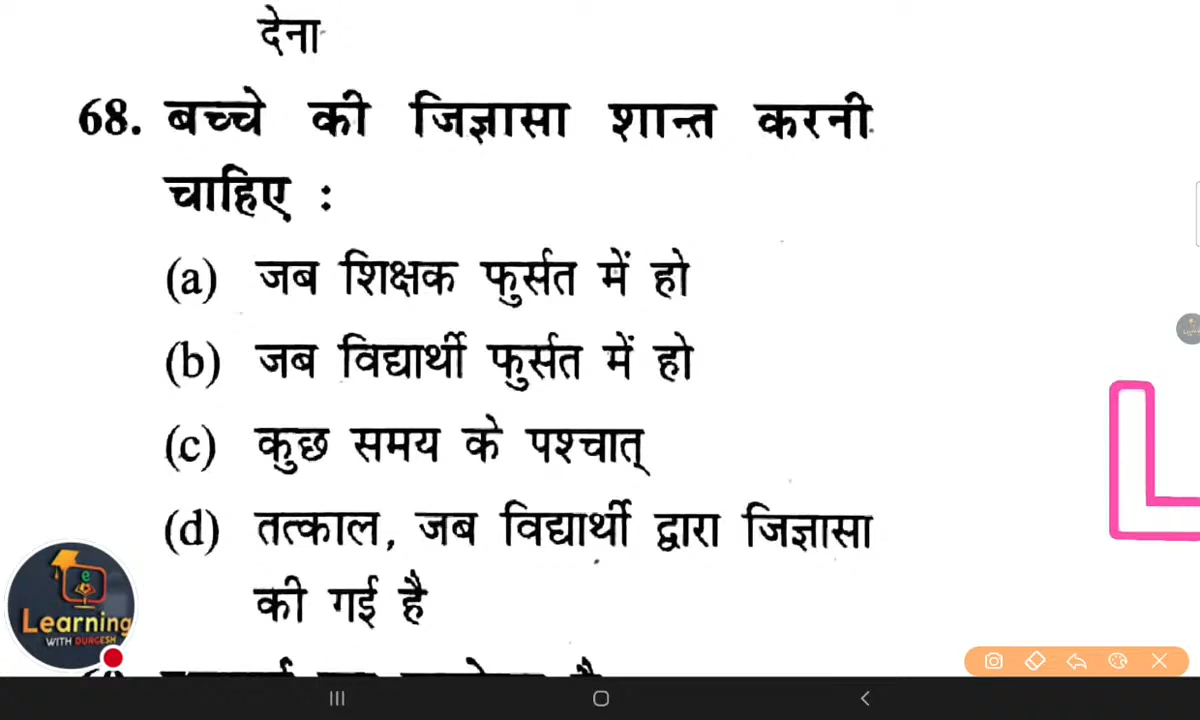 देना
68. बच्चे की जिज्ञासा शान्त करनी
चाहिए :
(a) जब शिक्षक फुर्सत में हो
(b) जब विद्यार्थी फुर्सत में हो
(c) कुछ समय के पश्चात्
(d) तत्काल, जब विद्यार्थी द्वारा जिज्ञासा
की गई है
e
Learning
WITH DURGESH